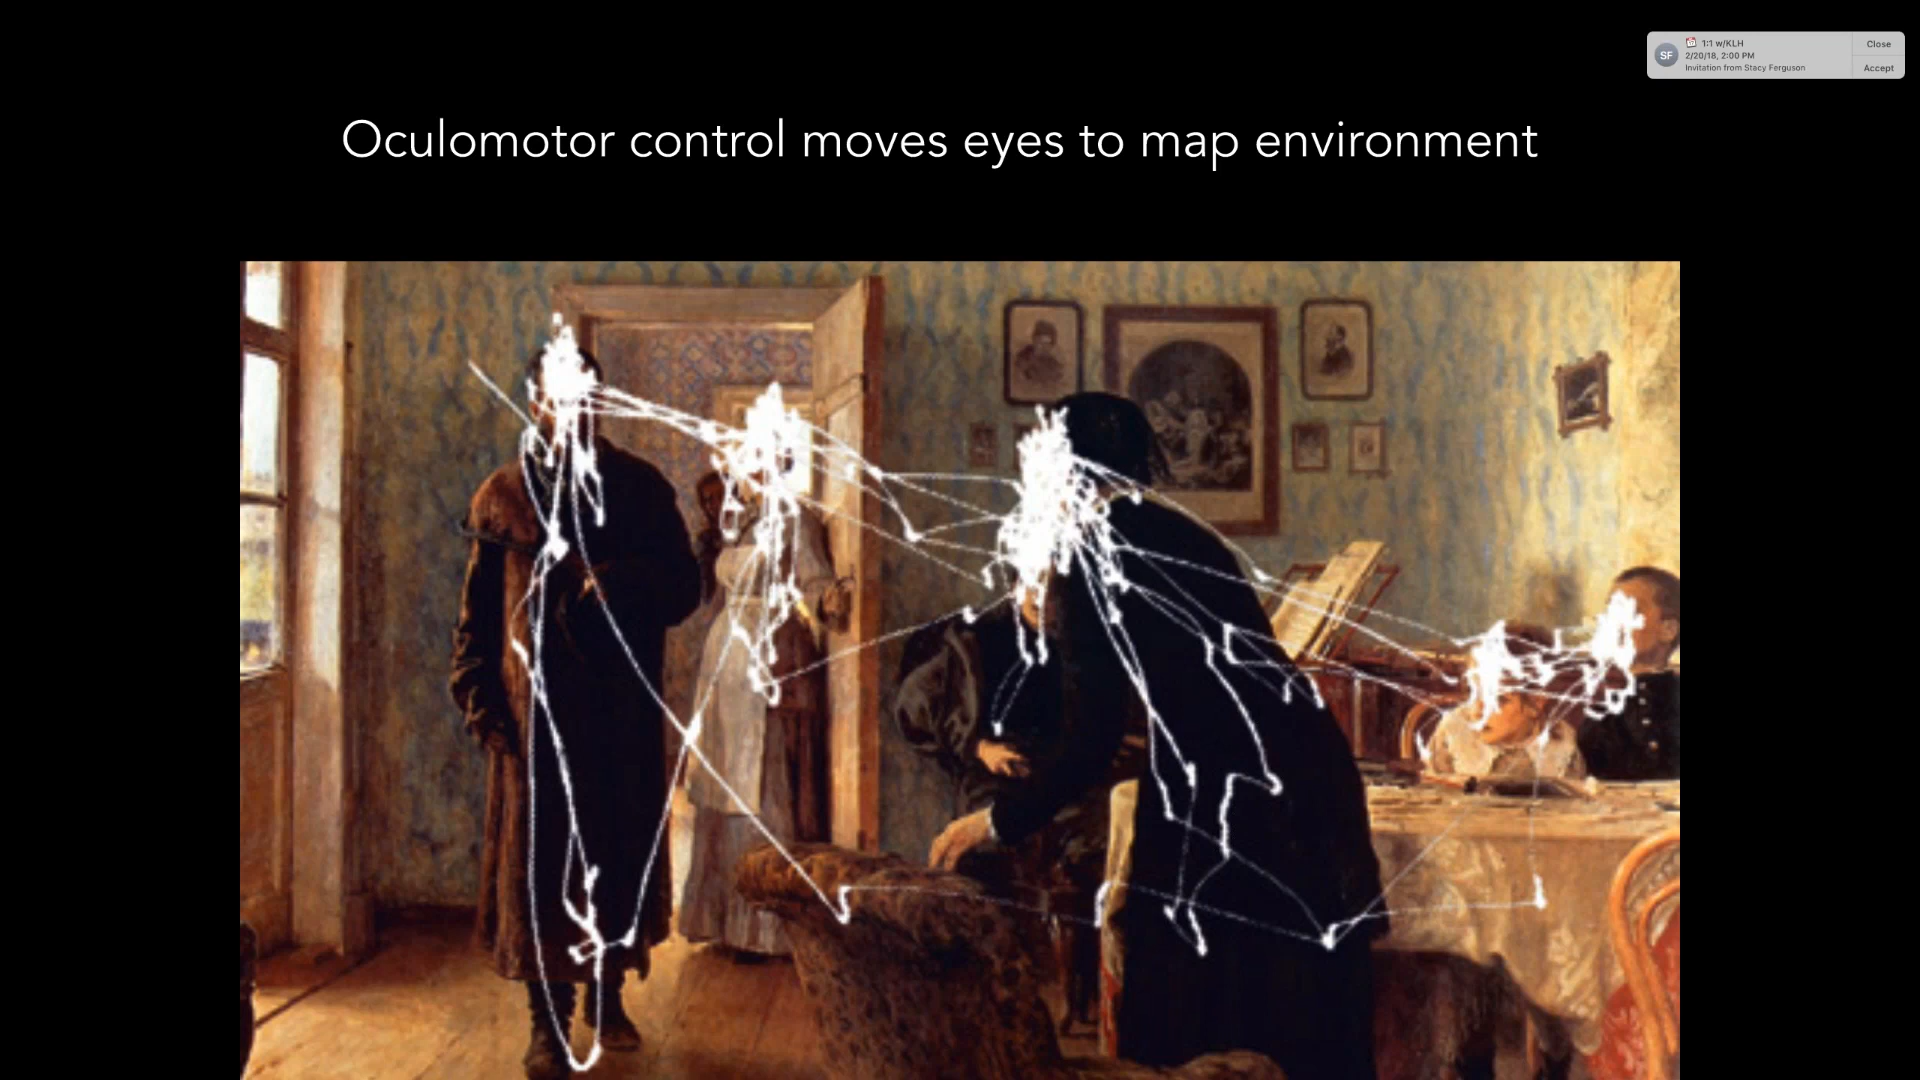 SF
1:1 w/KLH
2/20/18, 2:00 PM
Invitation from Stacy Ferguson
Close
Accept
Oculomotor control moves eyes to map environment